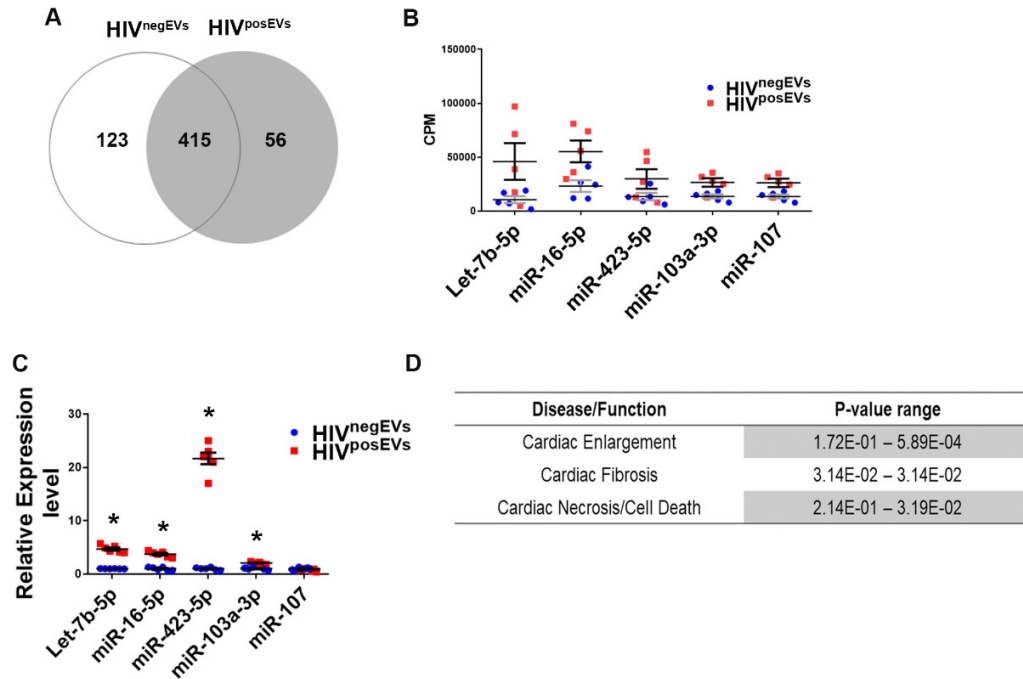 A
HIVnegEVs HIVposEVs
123 415 56
B
150000
100000
50000
0
CPM
HIVnegEVs
HIVposEVs
Let-7b-5p
miR-16-5p
miR-423-5p
miR-103a-3p
miR-107
C
Relative Expression
level
30
20
10
0
*
*
*
*
HIVnegEVs
HIVposEVs
Let-7b-5p
miR-16-5p
miR-423-5p
miR-103a-3p
miR-107
D
Disease/Function P-value range
Cardiac Enlargement 1.72E-01 – 5.89E-04
Cardiac Fibrosis 3.14E-02 – 3.14E-02
Cardiac Necrosis/Cell Death 2.14E-01 – 3.19E-02